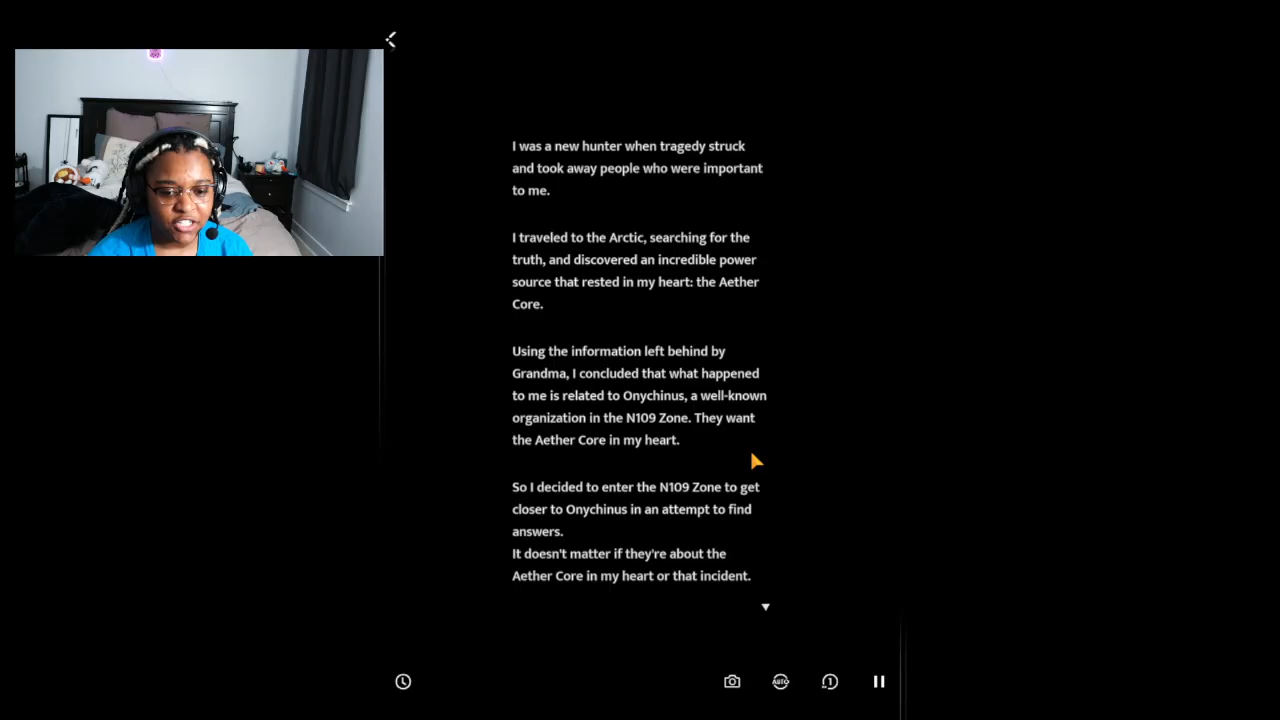 I was a new hunter when tragedy struck
and took away people who were important
to me.
I traveled to the Arctic, searching for the
truth, and discovered an incredible power
source that rested in my heart: the Aether
Core.
Using the information left behind by
Grandma, I concluded that what happened
to me is related to Onychinus, a well-known
organization in the N109 Zone. They want
the Aether Core in my heart.
So I decided to enter the N109 Zone to get
closer to Onychinus in an attempt to find
answers.
It doesn't matter if they're about the
Aether Core in my heart or that incident.
AUTO
1